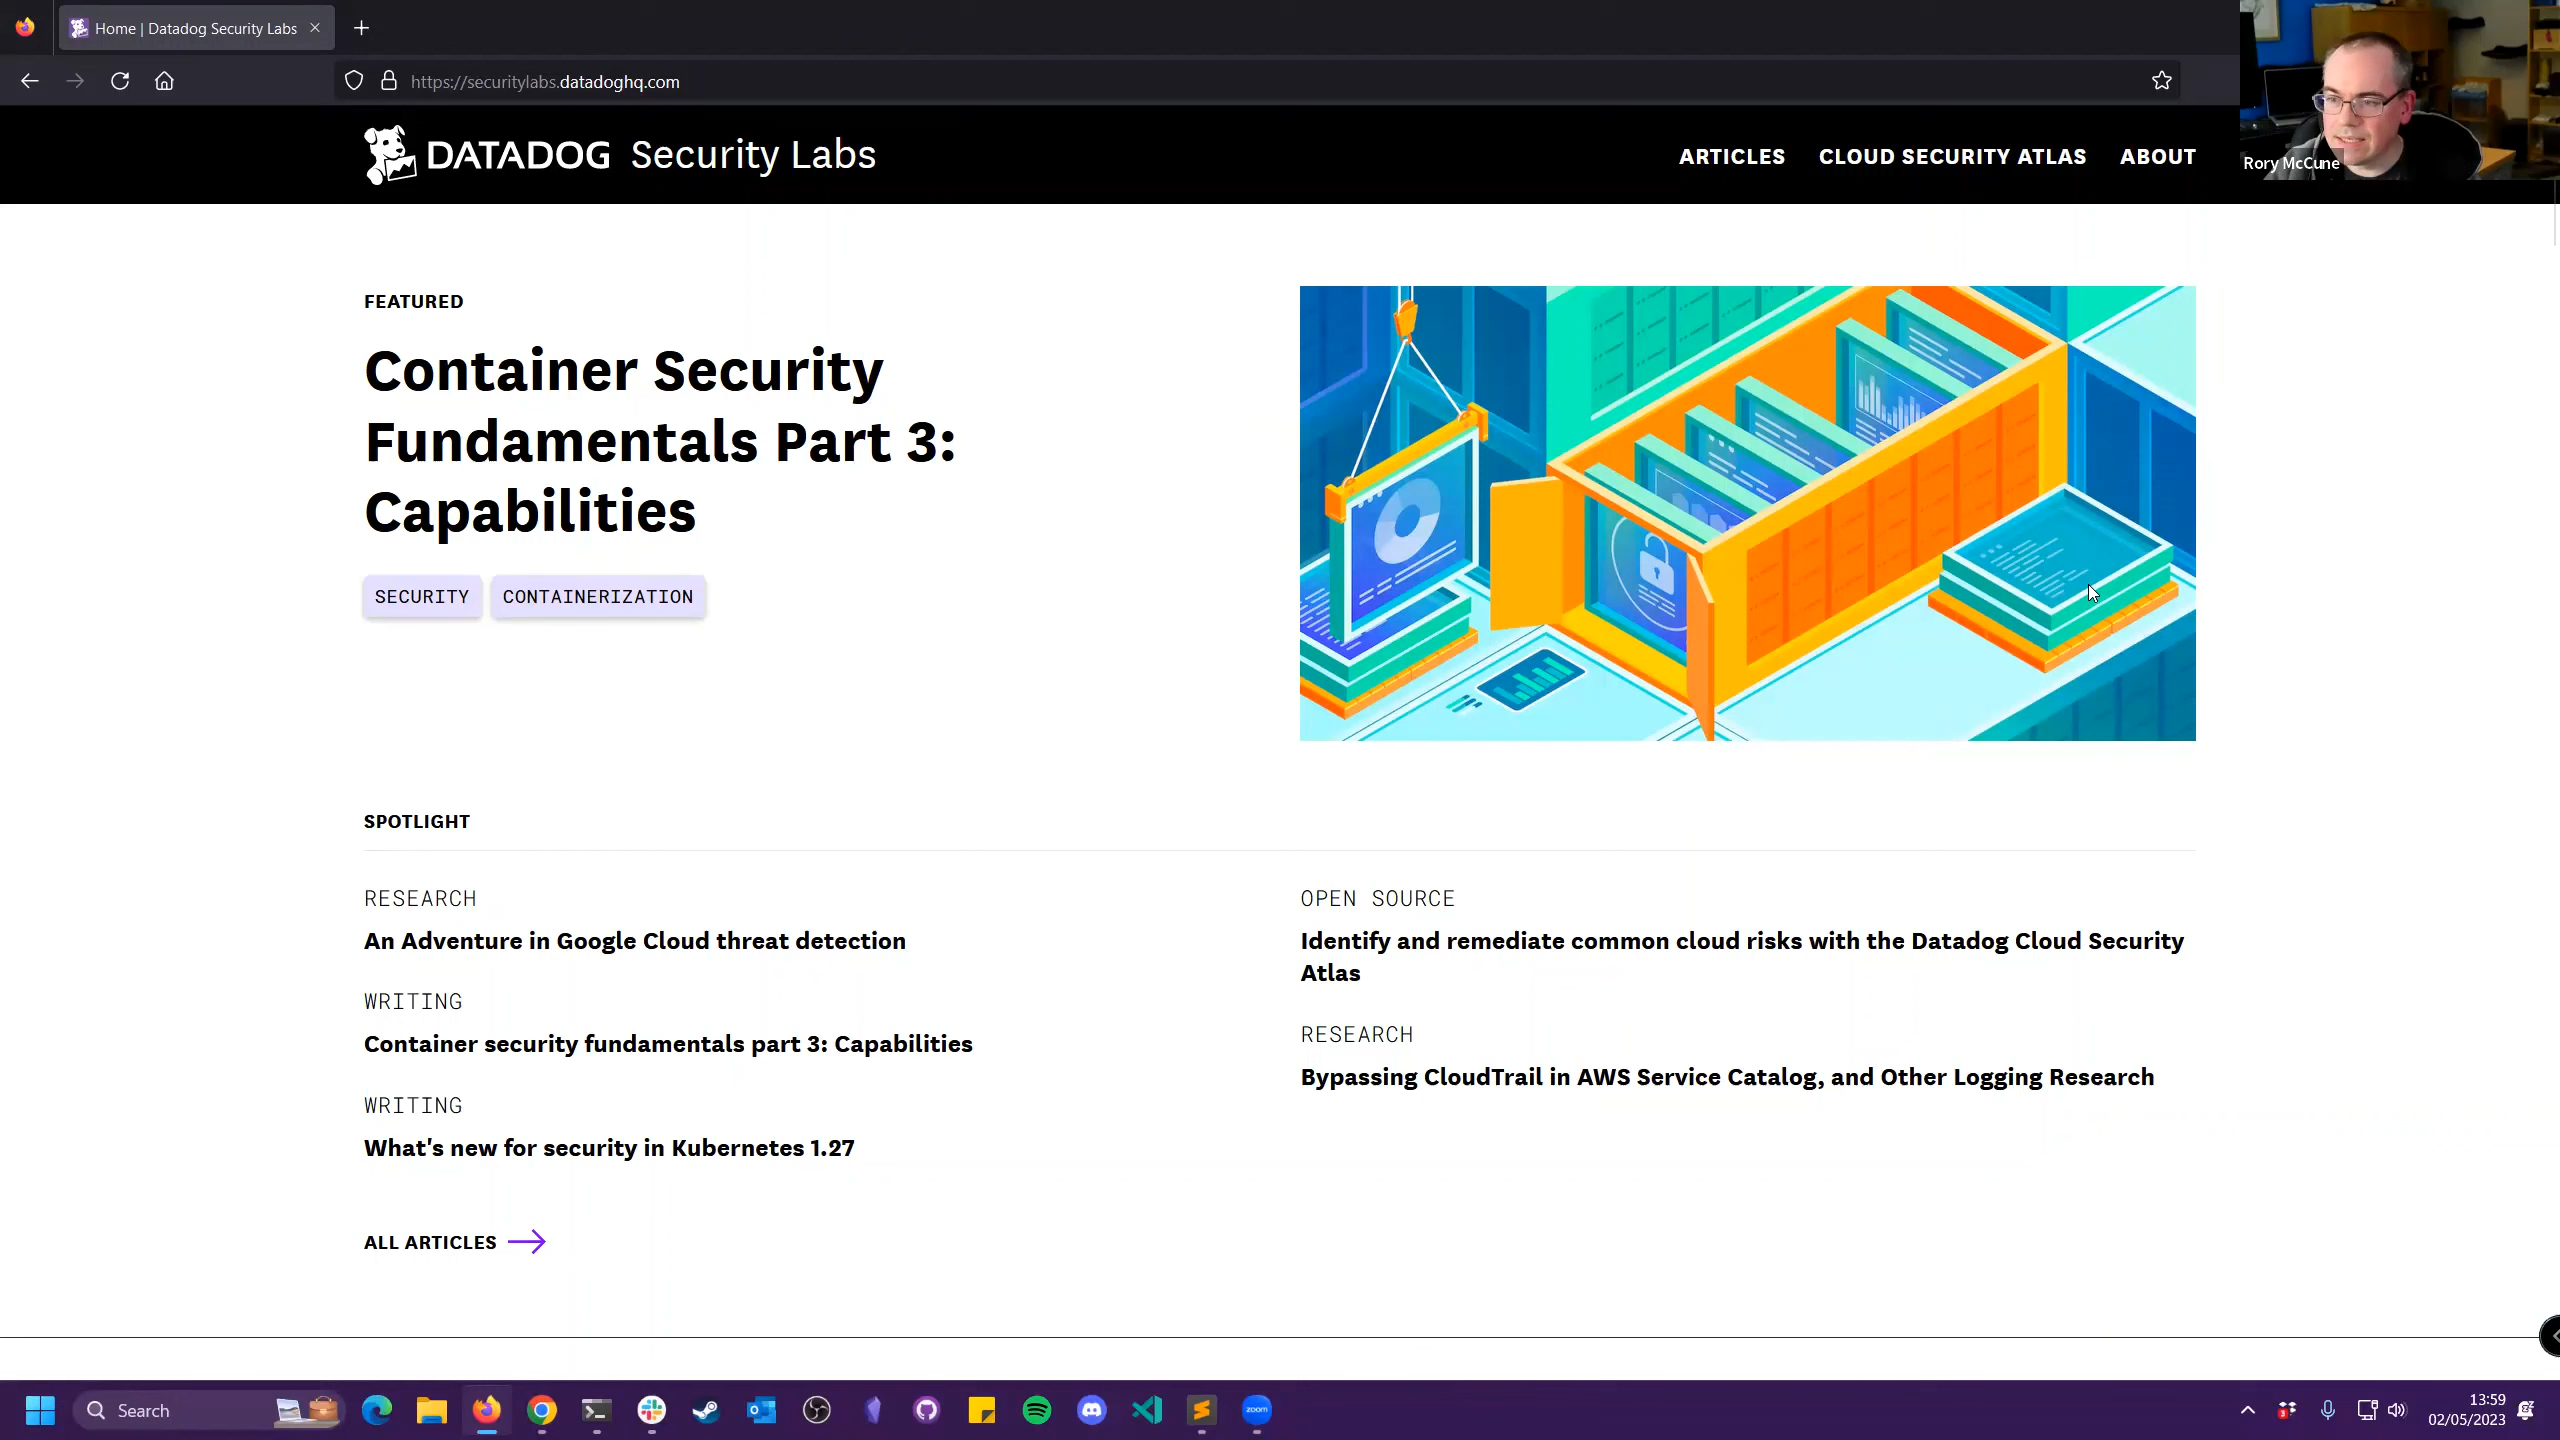 Home | Datadog Security Labs
https://securitylabs.datadoghq.com
DATADOG Security Labs
ARTICLES CLOUD SECURITY ATLAS ABOUT
Rory McCune
FEATURED
Container Security
Fundamentals Part 3:
Capabilities
SECURITY CONTAINERIZATION
SPOTLIGHT
RESEARCH
An Adventure in Google Cloud threat detection
WRITING
Container security fundamentals part 3: Capabilities
WRITING
What's new for security in Kubernetes 1.27
OPEN SOURCE
Identify and remediate common cloud risks with the Datadog Cloud Security
Atlas
RESEARCH
Bypassing CloudTrail in AWS Service Catalog, and Other Logging Research
ALL ARTICLES
Search
zoom
13:59
02/05/2023